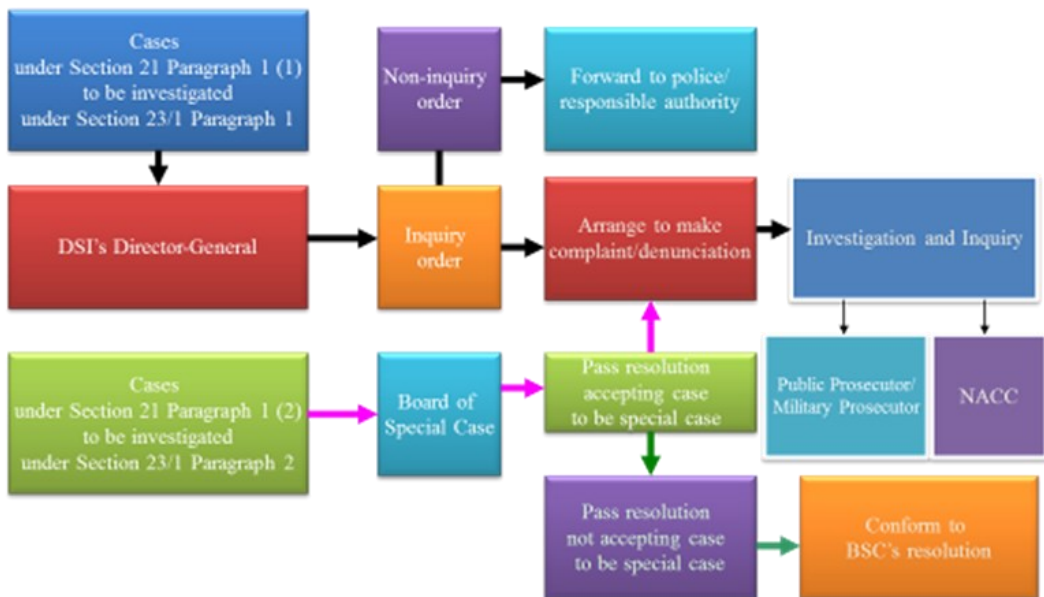 Cases
under Section 21 Paragraph 1 (1)
to be investigated
under Section 23/1 Paragraph 1
Non-inquiry
order
Forward to police/
responsible authority
DSI's Director-General
Inquiry
order
Arrange to make
complaint/denunciation
Investigation and Inquiry
Cases
under Section 21 Paragraph 1 (2)
to be investigated
under Section 23/1 Paragraph 2
Board of
Special Case
Pass resolution
accepting case
to be special case
Public Prosecutor/
Military Prosecutor
NACC
Pass resolution
not accepting case
to be special case
Conform to
BSC's resolution